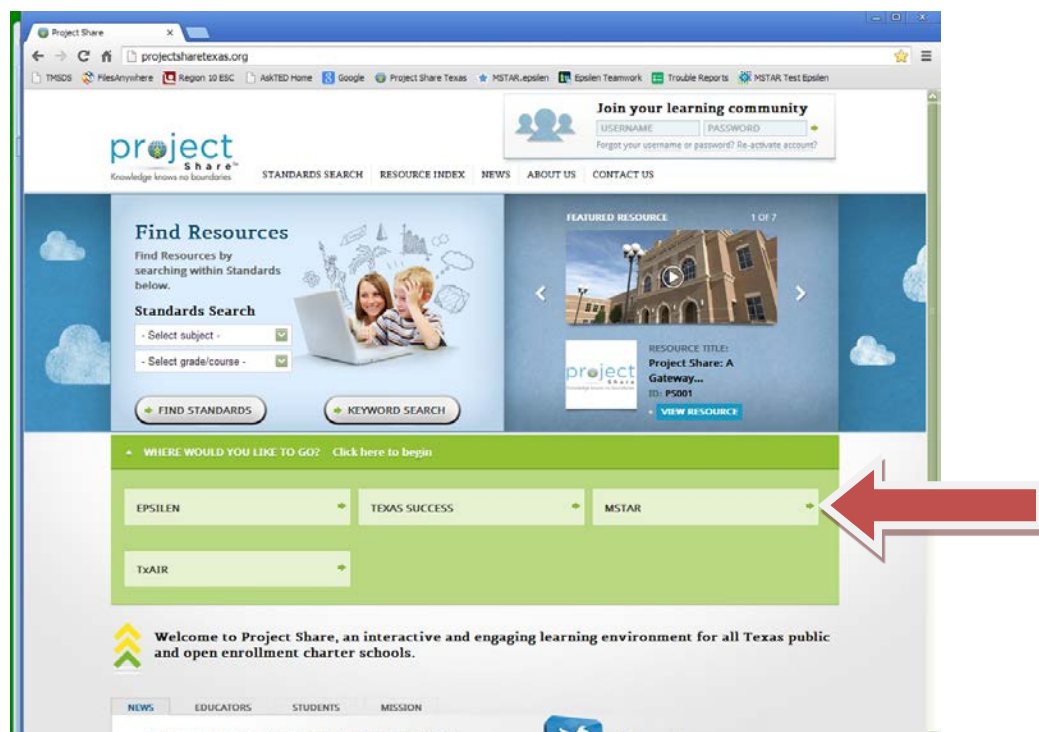 Project Share
projectsharetexas.org
TMSDS FilesAnywhere Region 10 ESC AskTED Home Google Project Share Texas MSTAR.epsilen Epsilen Teamwork Trouble Reports MSTAR Test Epsilen
Join your learning community
USERNAME PASSWORD
Forgot your username or password? Re-activate account?
project
Share
Knowledge knows no boundaries
STANDARDS SEARCH RESOURCE INDEX NEWS ABOUT US CONTACT US
Find Resources
Find Resources by
searching within Standards
below.
Standards Search
- Select subject -
- Select grade/course -
FIND STANDARDS KEYWORD SEARCH
FEATURED RESOURCE 1 OF 7
project
Share
RESOURCE TITLE:
Project Share: A
Gateway...
ID: PS001
VIEW RESOURCE
WHERE WOULD YOU LIKE TO GO? Click here to begin
EPSILEN TEXAS SUCCESS MSTAR
TxAIR
Welcome to Project Share, an interactive and engaging learning environment for all Texas public
and open enrollment charter schools.
NEWS EDUCATORS STUDENTS MISSION